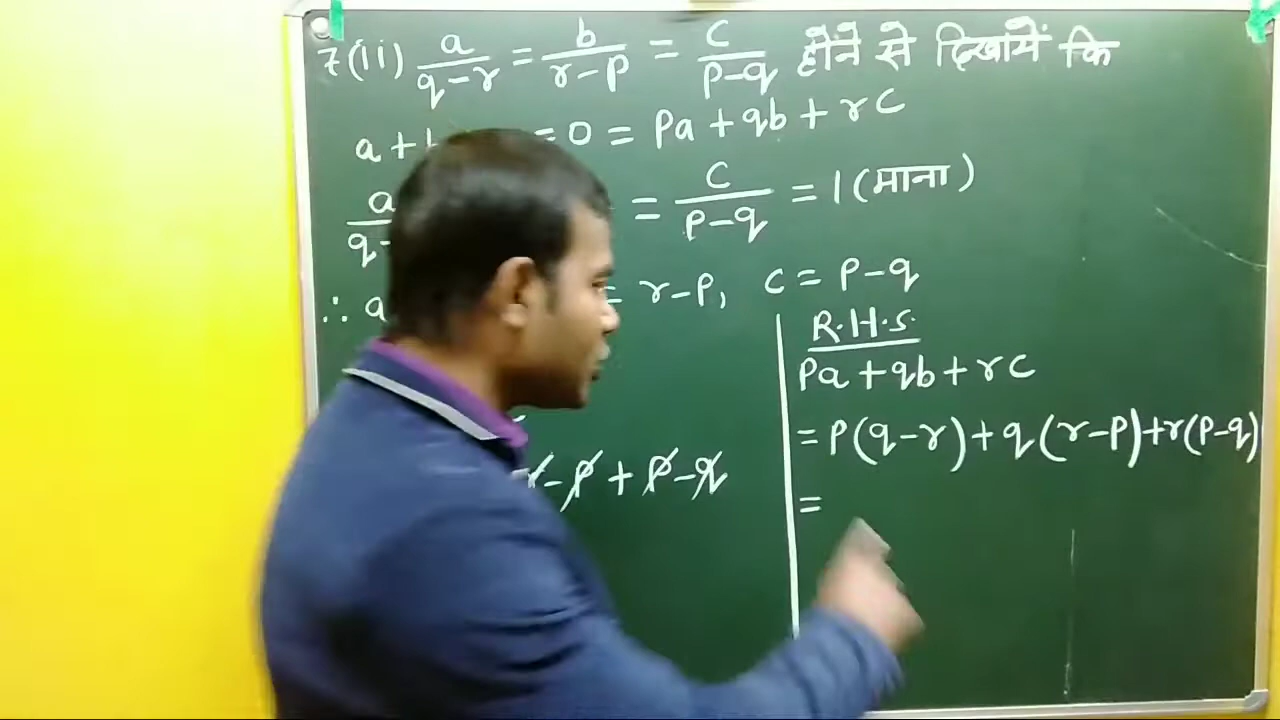 7(ii) a/(q-r) = b/(r-p) = c/(p-q) होने से दिखायें कि
a + = 0 = pa + qb + rc
a/q- = c/(p-q) = 1 (माना)
∴ a = r-p, c = p-q
-p + p-q
R.H.S.
pa + qb + rc
= p(q-r) + q(r-p) + r(p-q)
=